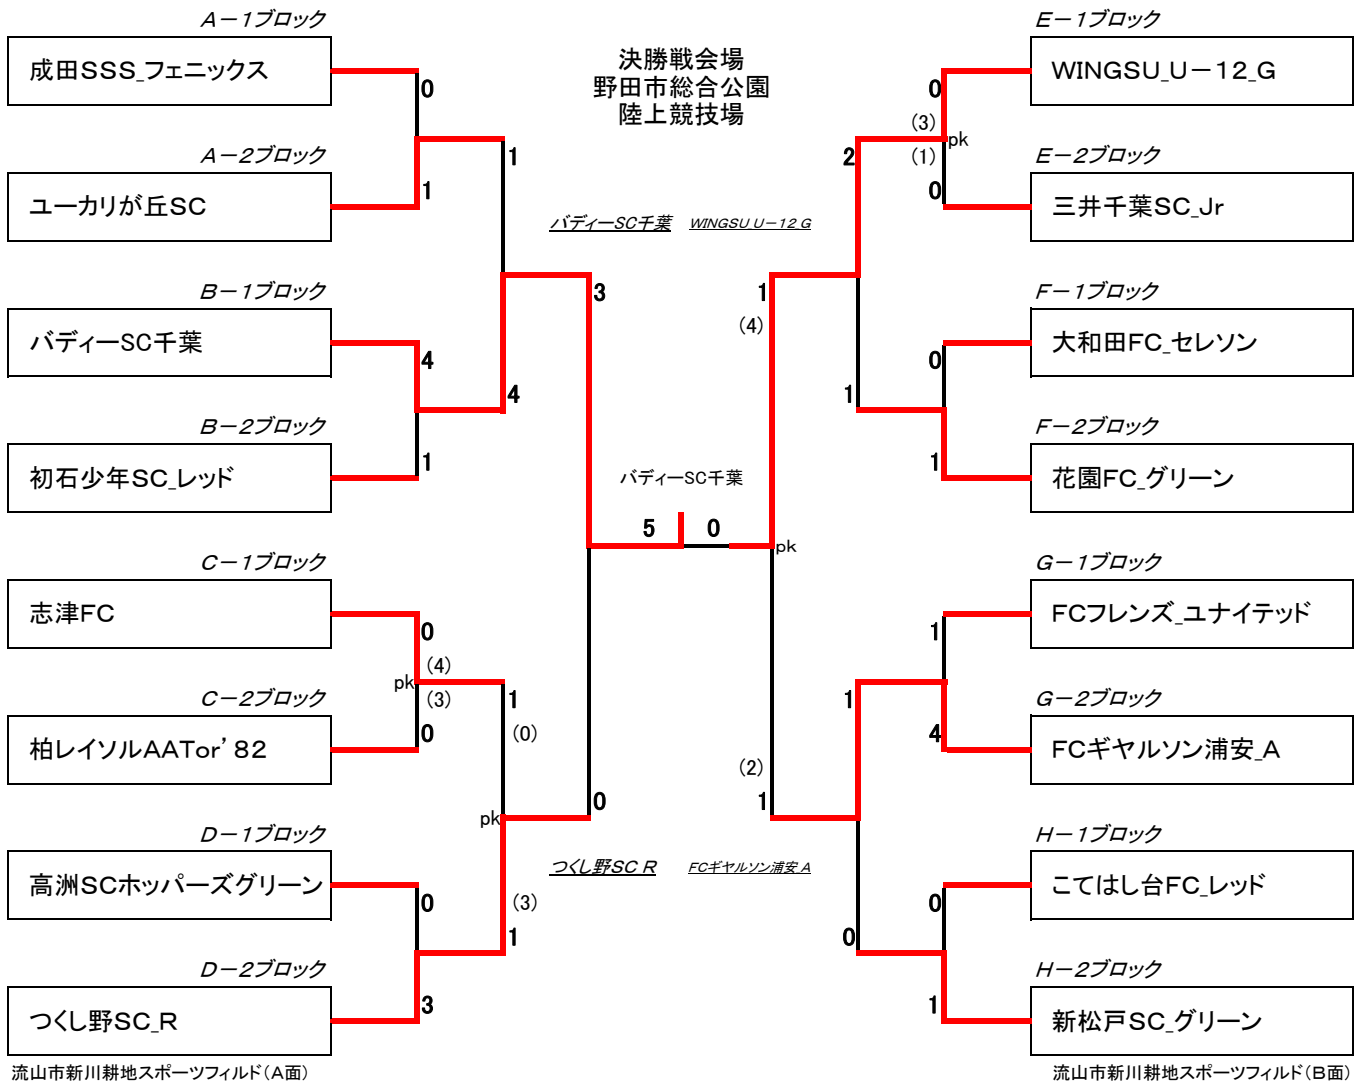 A－1ブロック
成田SSS_フェニックス
0
A－2ブロック
ユーカリが丘SC
1
1
B－1ブロック
バディーSC千葉
4
4
B－2ブロック
初石少年SC_レッド
1
3
C－1ブロック
志津FC
0
(4)
pk
(3)
C－2ブロック
柏レイソルAATor’82
0
1
(0)
D－1ブロック
高洲SCホッパーズグリーン
0
pk
(3)
1
D－2ブロック
つくし野SC_R
3
0
流山市新川耕地スポーツフィルド(A面)
決勝戦会場
野田市総合公園
陸上競技場
バディーSC千葉 WINGSU_U－12_G
バディーSC千葉
5 0
pk
つくし野SC_R FCギャルソン浦安_A
E－1ブロック
WINGSU_U－12_G
0
(3)
pk
(1)
2
E－2ブロック
三井千葉SC_Jr
0
1
(4)
F－1ブロック
大和田FC_セレソン
0
1
F－2ブロック
花園FC_グリーン
1
G－1ブロック
FCフレンズ_ユナイテッド
1
1
G－2ブロック
FCギャルソン浦安_A
4
(2)
1
H－1ブロック
こてはし台FC_レッド
0
0
H－2ブロック
新松戸SC_グリーン
1
流山市新川耕地スポーツフィルド(B面)